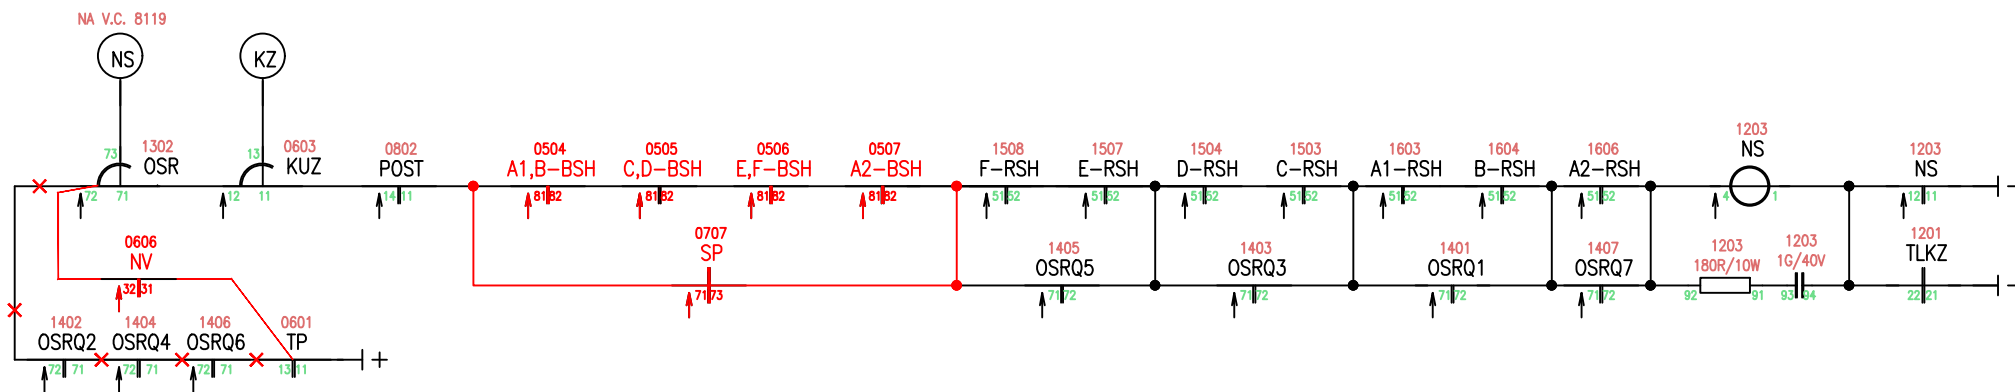 NA V.C. 8119
NS
KZ
1302
OSR
73
72 71
0603
KUZ
13
12 11
0802
POST
14 11
0504
A1,B-BSH
81 82
0505
C,D-BSH
81 82
0506
E,F-BSH
81 82
0507
A2-BSH
81 82
1508
F-RSH
51 52
1507
E-RSH
51 52
1504
D-RSH
51 52
1503
C-RSH
51 52
1603
A1-RSH
51 52
1604
B-RSH
51 52
1606
A2-RSH
51 52
1203
NS
4 1
1203
NS
12 11
-
0606
NV
32 31
0707
SP
71 73
1405
OSRQ5
71 72
1403
OSRQ3
71 72
1401
OSRQ1
71 72
1407
OSRQ7
71 72
1203
180R/10W
92 91
1203
1G/40V
93 94
1201
TLKZ
22 21
-
1402
OSRQ2
72 71
1404
OSRQ4
72 71
1406
OSRQ6
72 71
0601
TP
13 11
+